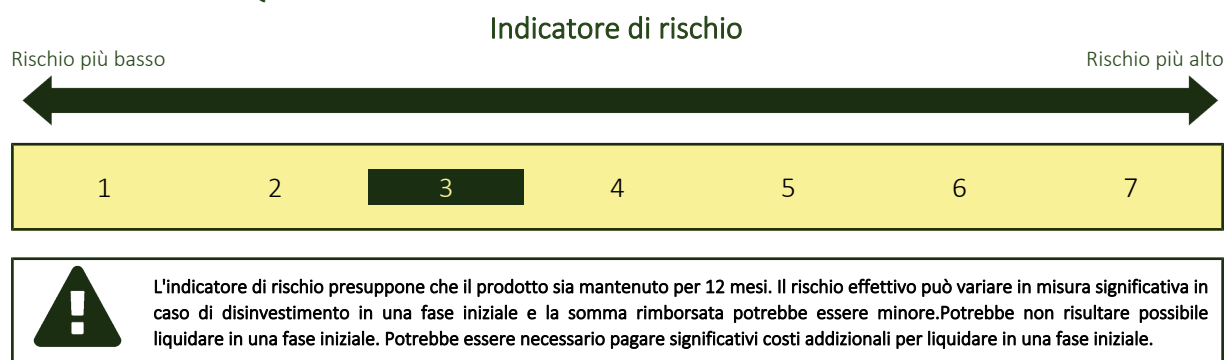 Indicatore di rischio
Rischio più basso
Rischio più alto
1 2 3 4 5 6 7
L'indicatore di rischio presuppone che il prodotto sia mantenuto per 12 mesi. Il rischio effettivo può variare in misura significativa in
caso di disinvestimento in una fase iniziale e la somma rimborsata potrebbe essere minore.Potrebbe non risultare possibile
liquidare in una fase iniziale. Potrebbe essere necessario pagare significativi costi addizionali per liquidare in una fase iniziale.